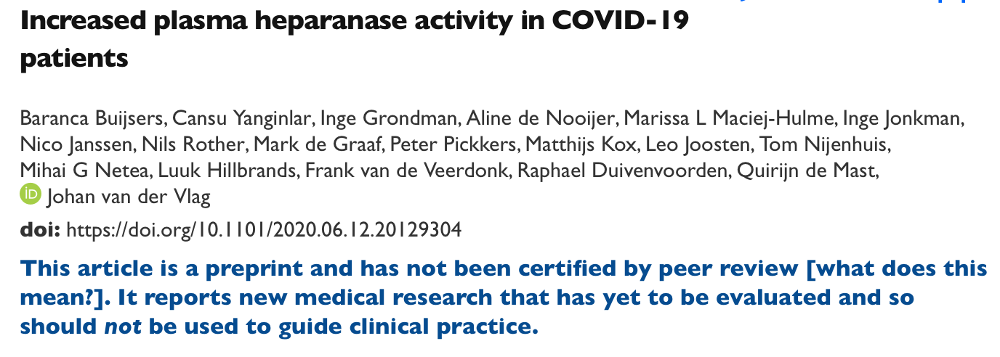 Increased plasma heparanase activity in COVID-19
patients
Baranca Buijsers, Cansu Yanginlar, Inge Grondman, Aline de Nooijer, Marissa L Maciej-Hulme, Inge Jonkman,
Nico Janssen, Nils Rother, Mark de Graaf, Peter Pickkers, Matthijs Kox, Leo Joosten, Tom Nijenhuis,
Mihai G Netea, Luuk Hillbrands, Frank van de Veerdonk, Raphael Duivenvoorden, Quirijn de Mast,
iD Johan van der Vlag
doi: https://doi.org/10.1101/2020.06.12.20129304
This article is a preprint and has not been certified by peer review [what does this
mean?]. It reports new medical research that has yet to be evaluated and so
should not be used to guide clinical practice.